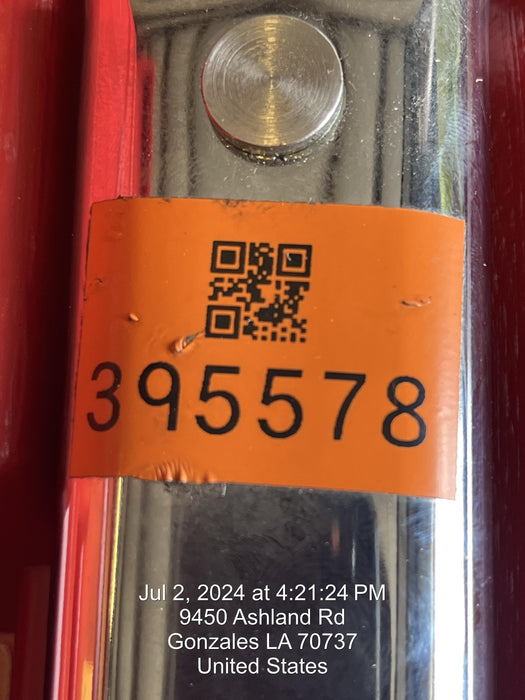 395578
Jul 2, 2024 at 4:21:24 PM
9450 Ashland Rd
Gonzales LA 70737
United States